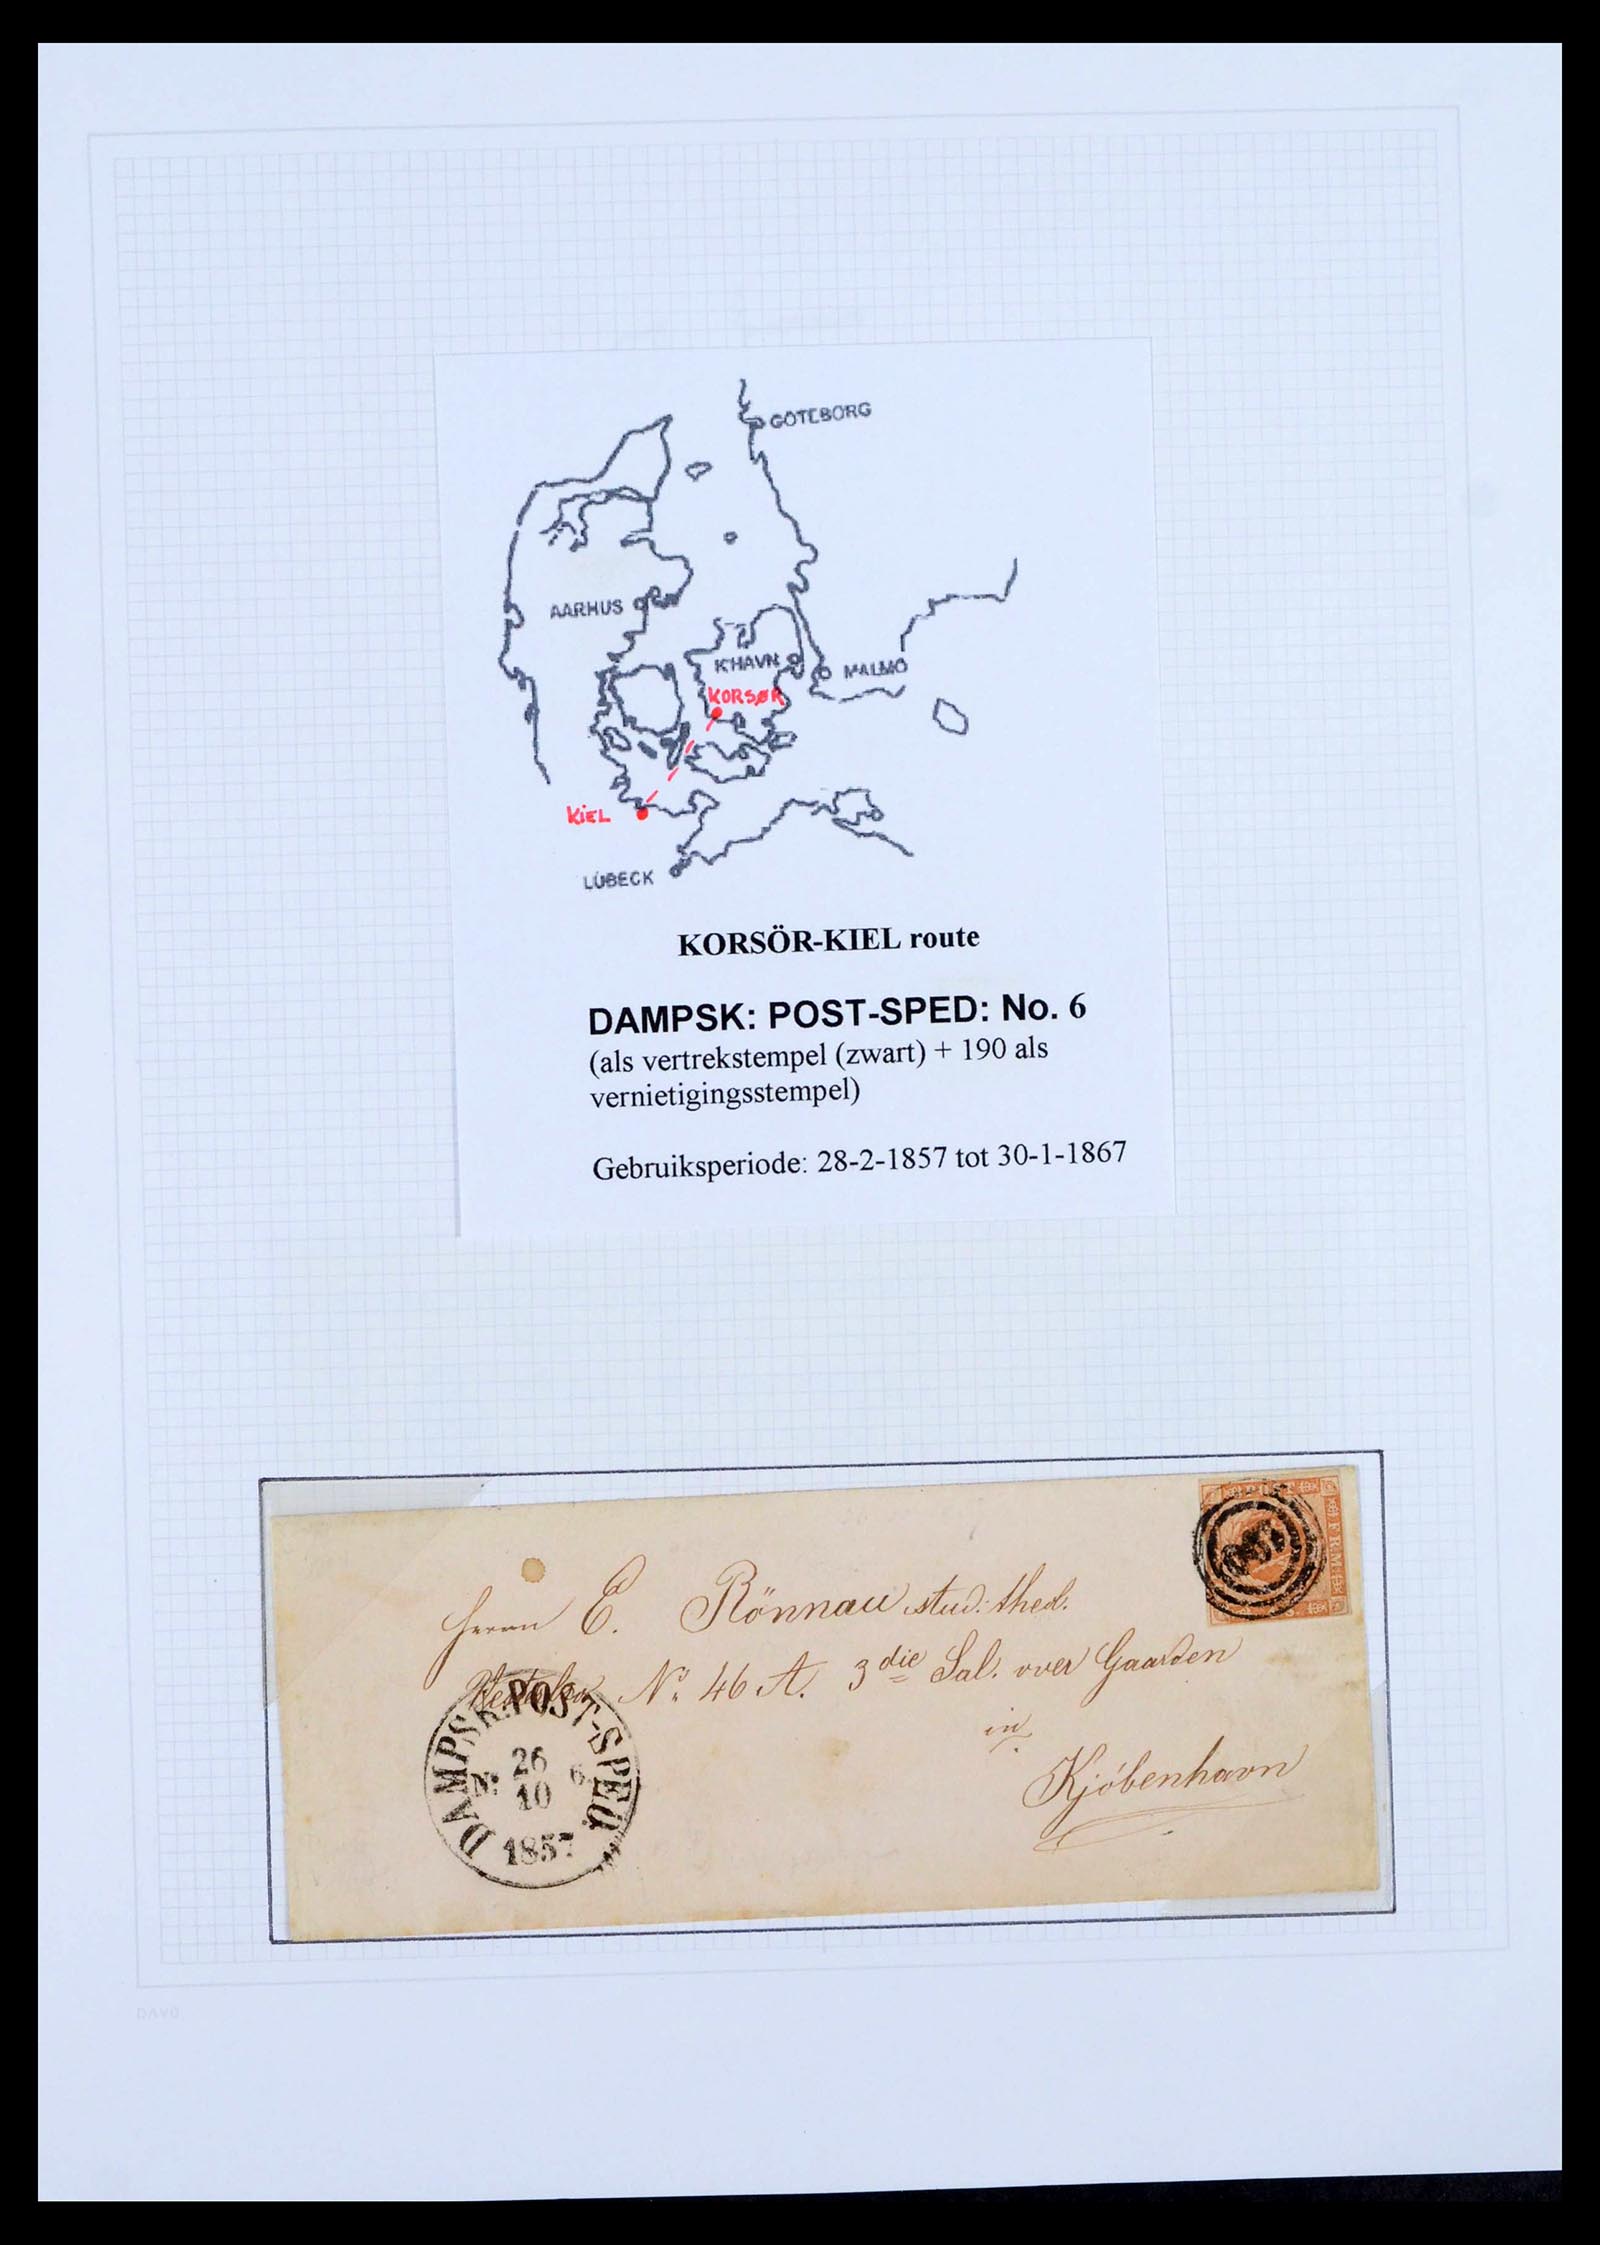 GÖTEBORG
AARHUS
K'HAVN
MALMÖ
KORSØR
KiEL
LÜBECK
KORSÖR-KIEL route
DAMPSK: POST-SPED: No. 6
(als vertrekstempel (zwart) + 190 als
vernietigingsstempel)
Gebruiksperiode: 28-2-1857 tot 30-1-1867
FRM:
Herrn E. Rönnau stud: theol.
No. 46 A. 3die Sal. over Gaarden
in
Kjöbenhavn
DAMPSK: POST-SPED:
No. 26 6
10
1857
DAVO